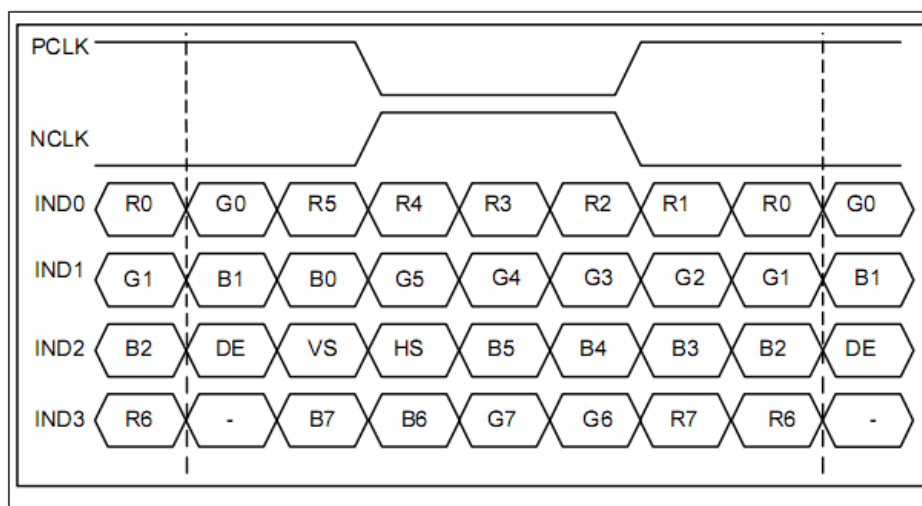 PCLK
NCLK
IND0 R0 G0 R5 R4 R3 R2 R1 R0 G0
IND1 G1 B1 B0 G5 G4 G3 G2 G1 B1
IND2 B2 DE VS HS B5 B4 B3 B2 DE
IND3 R6 - B7 B6 G7 G6 R7 R6 -